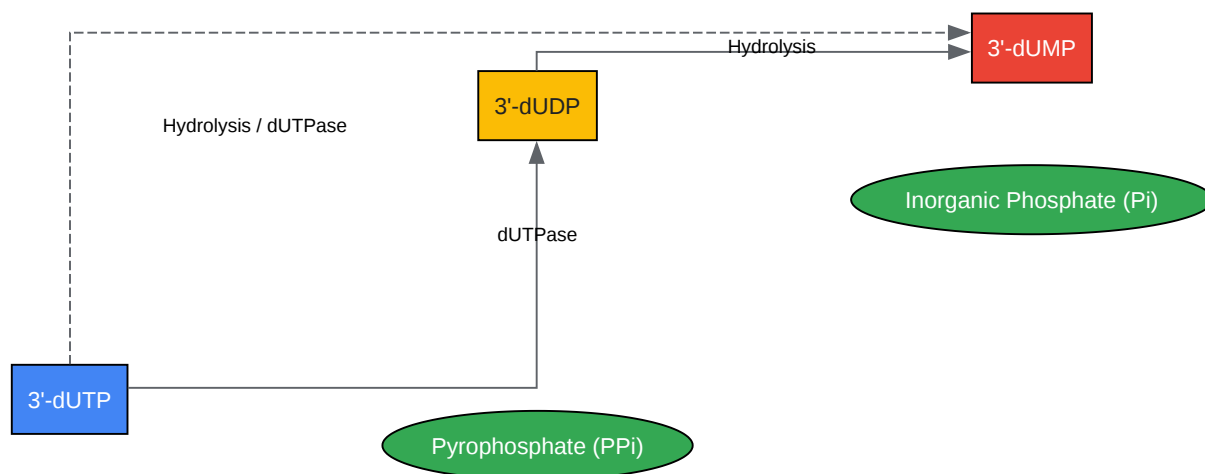 Hydrolysis
3'-dUMP
3'-dUDP
Hydrolysis / dUTPase
Inorganic Phosphate (Pi)
dUTPase
3'-dUTP
Pyrophosphate (PPi)